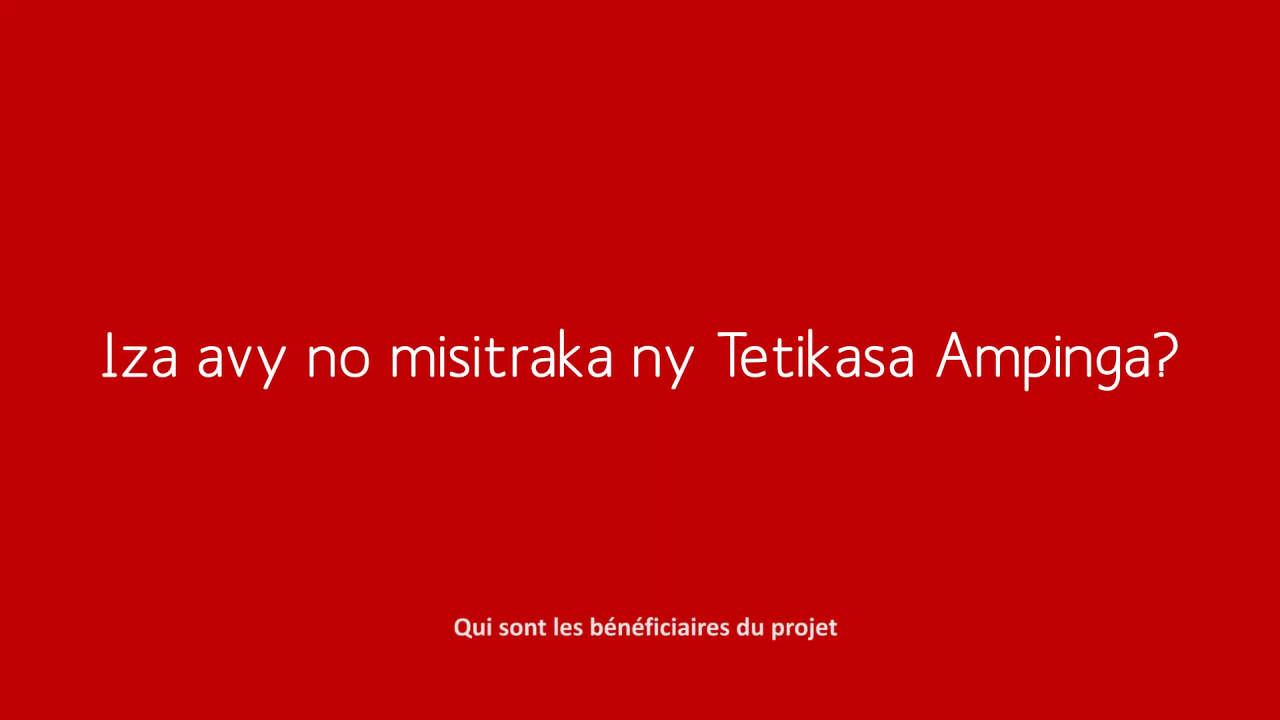 Iza avy no misitraka ny Tetikasa Ampinga?
Qui sont les bénéficiaires du projet